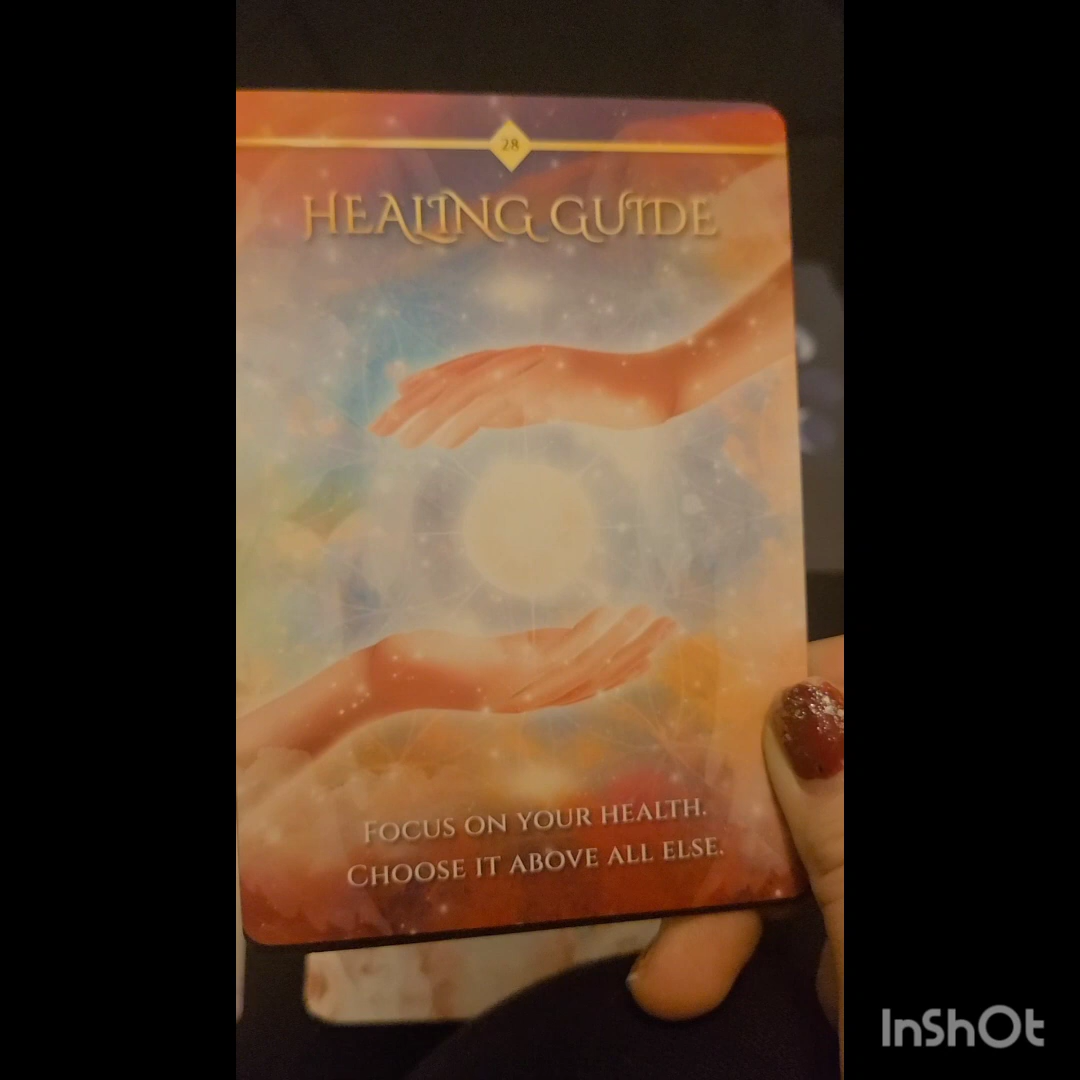 28
HEALING GUIDE
FOCUS ON YOUR HEALTH.
CHOOSE IT ABOVE ALL ELSE.
InShOt